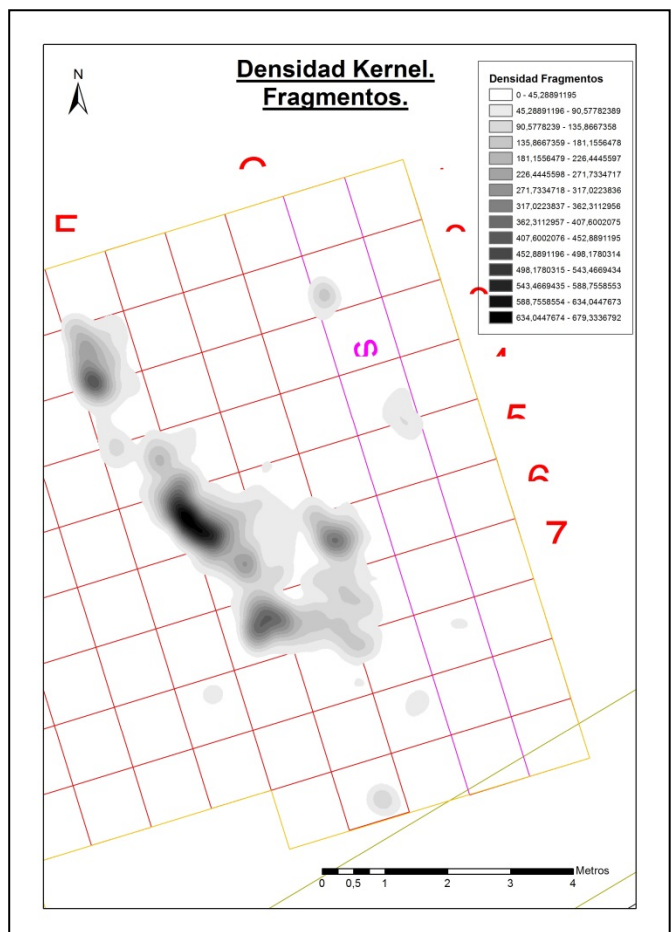 Densidad Kernel.
Fragmentos.
N
Densidad Fragmentos
0 - 45,28891195
45,28891196 - 90,57782389
90,5778239 - 135,8667358
135,8667359 - 181,1556478
181,1556479 - 226,4445597
226,4445598 - 271,7334717
271,7334718 - 317,0223836
317,0223837 - 362,3112956
362,3112957 - 407,6002075
407,6002076 - 452,8891195
452,8891196 - 498,1780314
498,1780315 - 543,4669434
543,4669435 - 588,7558553
588,7558554 - 634,0447673
634,0447674 - 679,3336792
5
6
7
Metros
0 0,5 1 2 3 4